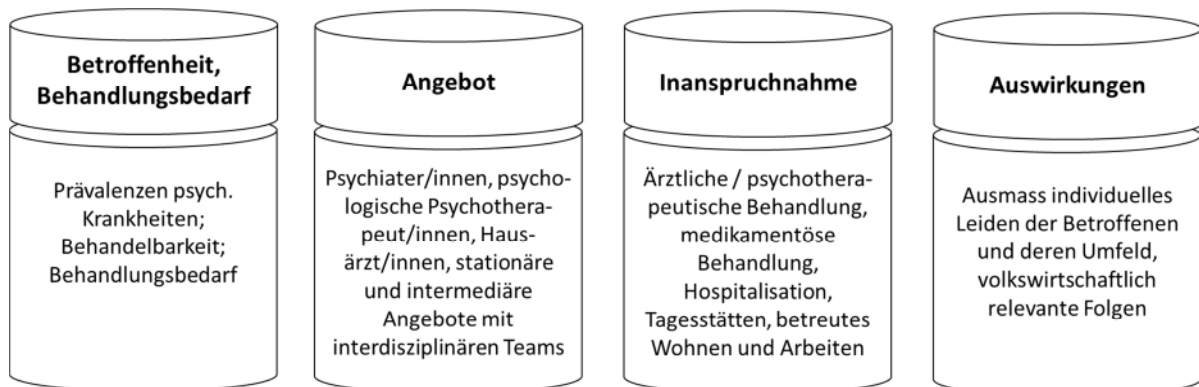 Betroffenheit,
Behandlungsbedarf
Prävalenzen psych.
Krankheiten;
Behandelbarkeit;
Behandlungsbedarf
Angebot
Psychiater/innen, psycho-
logische Psychothera-
peut/innen, Haus-
ärzt/innen, stationäre
und intermediäre
Angebote mit
interdisziplinären Teams
Inanspruchnahme
Ärztliche / psychothera-
peutische Behandlung,
medikamentöse
Behandlung,
Hospitalisation,
Tagesstätten, betreutes
Wohnen und Arbeiten
Auswirkungen
Ausmass individuelles
Leiden der Betroffenen
und deren Umfeld,
volkswirtschaftlich
relevante Folgen